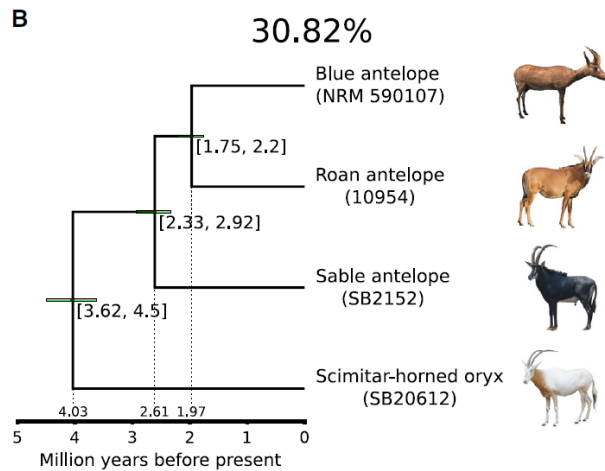 B
30.82%
Blue antelope
(NRM 590107)
[1.75, 2.2]
Roan antelope
(10954)
[2.33, 2.92]
Sable antelope
(SB2152)
[3.62, 4.5]
Scimitar-horned oryx
(SB20612)
4.03 2.61 1.97
5 4 3 2 1 0
Million years before present